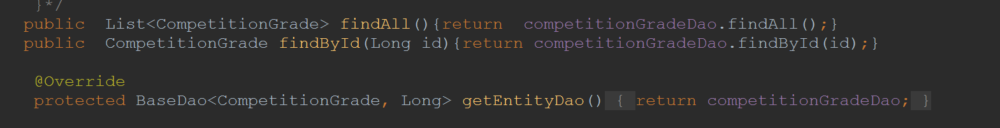 }*/
public  List<CompetitionGrade> findAll(){return  competitionGradeDao.findAll();}
public  CompetitionGrade findById(Long id){return competitionGradeDao.findById(id);}
@Override
protected BaseDao<CompetitionGrade, Long> getEntityDao() { return competitionGradeDao; }